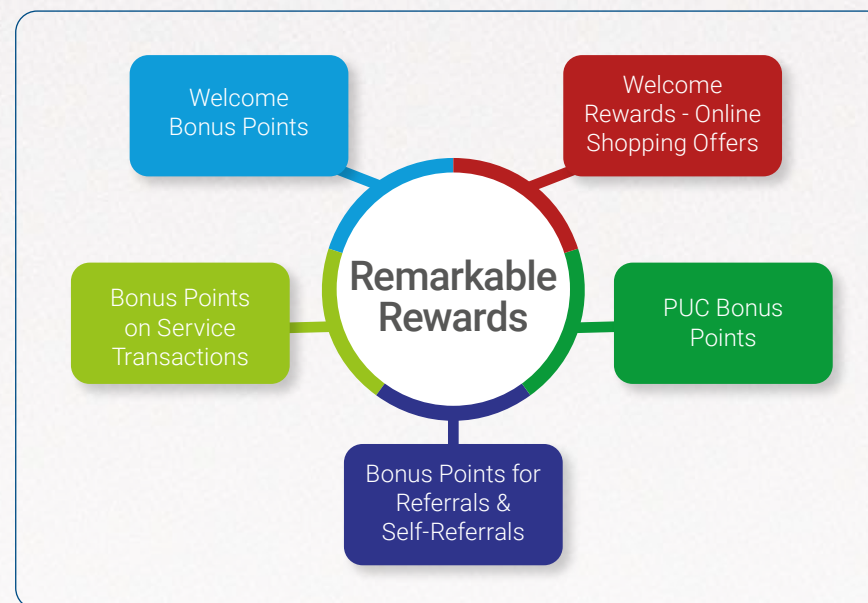 Welcome
Bonus Points
Welcome
Rewards - Online
Shopping Offers
Remarkable
Rewards
Bonus Points
on Service
Transactions
PUC Bonus
Points
Bonus Points for
Referrals &
Self-Referrals